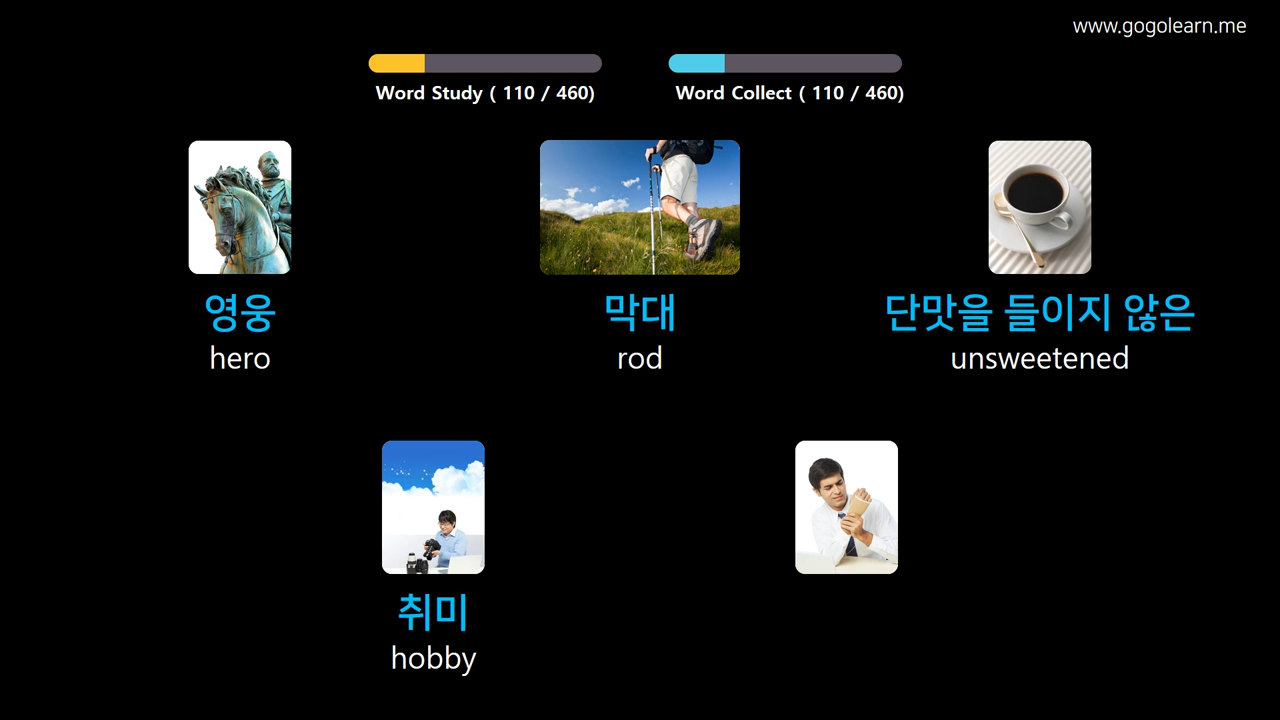 www.gogolearn.me
Word Study ( 110 / 460)
Word Collect ( 110 / 460)
영웅
hero
막대
rod
단맛을 들이지 않은
unsweetened
취미
hobby